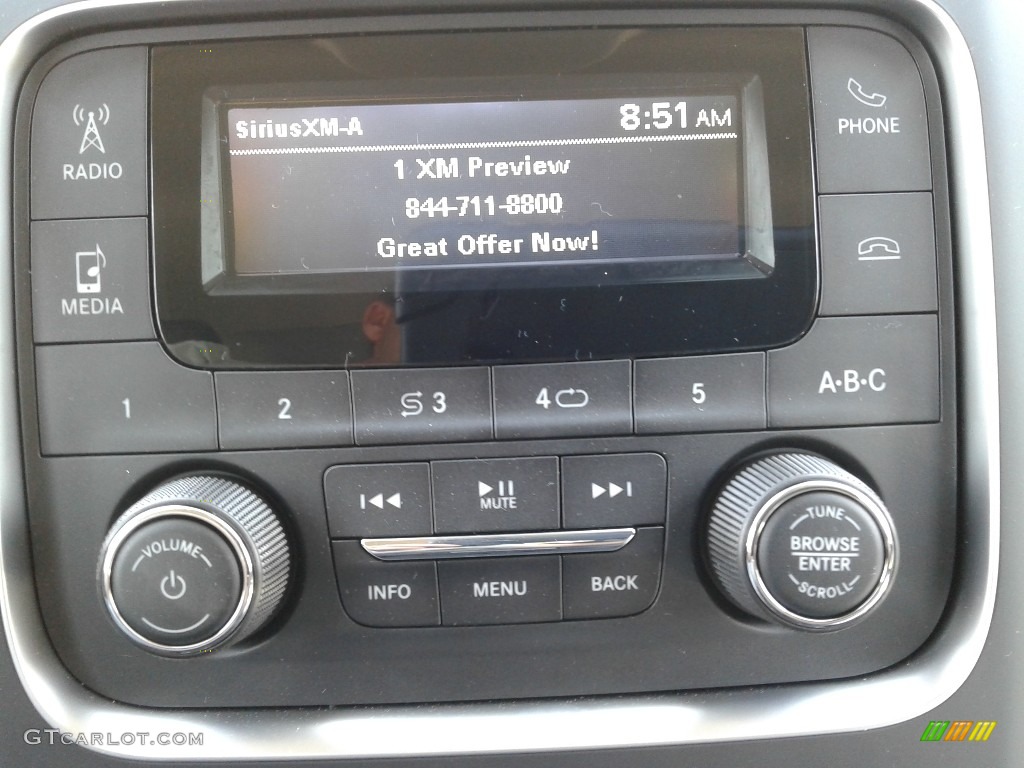 SiriusXM-A
8:51 AM
1 XM Preview
844-711-8800
Great Offer Now!
RADIO
PHONE
MEDIA
1
2
3
4
5
A·B·C
MUTE
VOLUME
INFO
MENU
BACK
TUNE
BROWSE
ENTER
SCROLL
GTCARLOT.COM